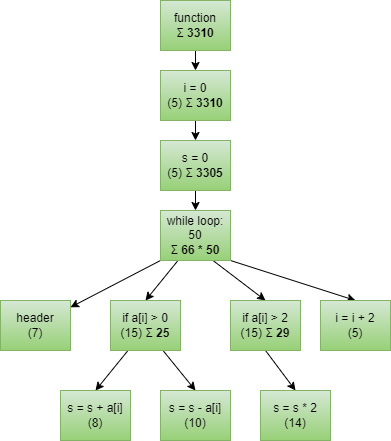 function
Σ 3310
i = 0
(5) Σ 3310
s = 0
(5) Σ 3305
while loop:
50
Σ 66 * 50
header
(7)
if a[i] > 0
(15) Σ 25
if a[i] > 2
(15) Σ 29
i = i + 2
(5)
s = s + a[i]
(8)
s = s - a[i]
(10)
s = s * 2
(14)